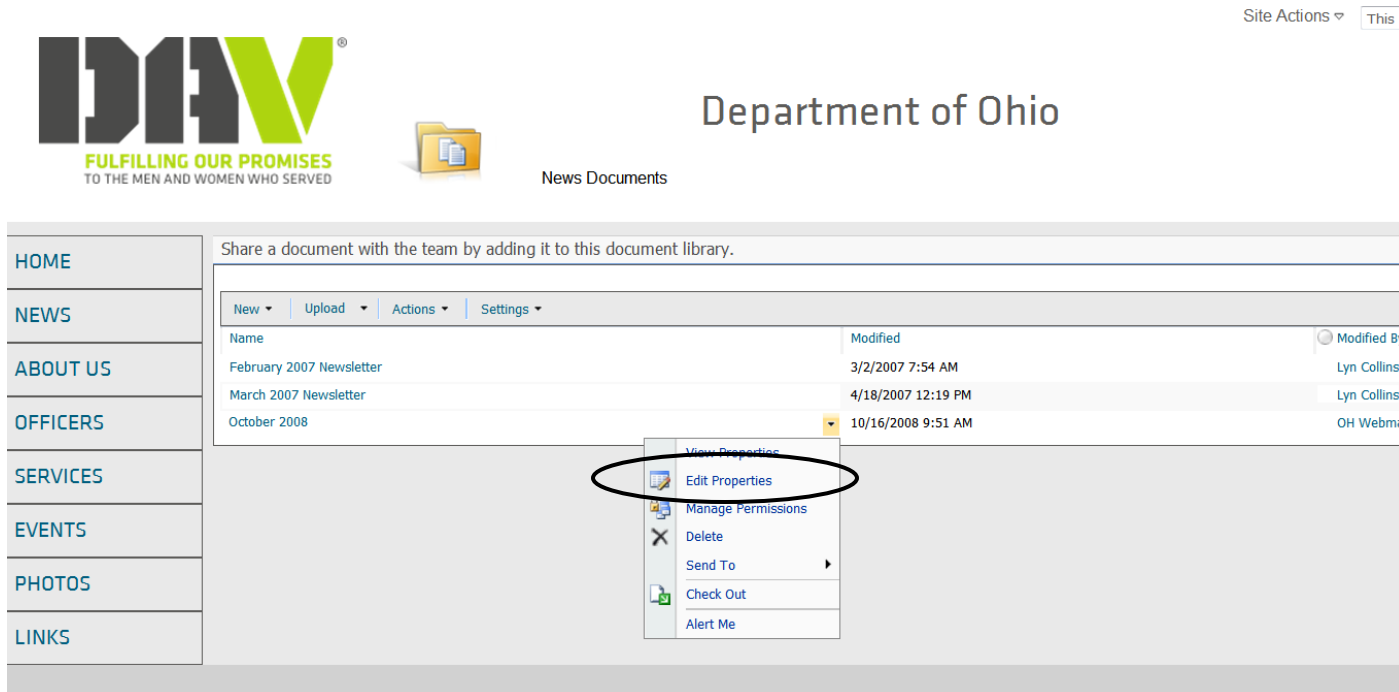 Site Actions
This
DAV®
FULFILLING OUR PROMISES
TO THE MEN AND WOMEN WHO SERVED
Department of Ohio
News Documents
HOME
NEWS
ABOUT US
OFFICERS
SERVICES
EVENTS
PHOTOS
LINKS
Share a document with the team by adding it to this document library.
New Upload Actions Settings
Name Modified Modified B
February 2007 Newsletter 3/2/2007 7:54 AM Lyn Collins
March 2007 Newsletter 4/18/2007 12:19 PM Lyn Collins
October 2008 10/16/2008 9:51 AM OH Webma
View Properties
Edit Properties
Manage Permissions
Delete
Send To
Check Out
Alert Me